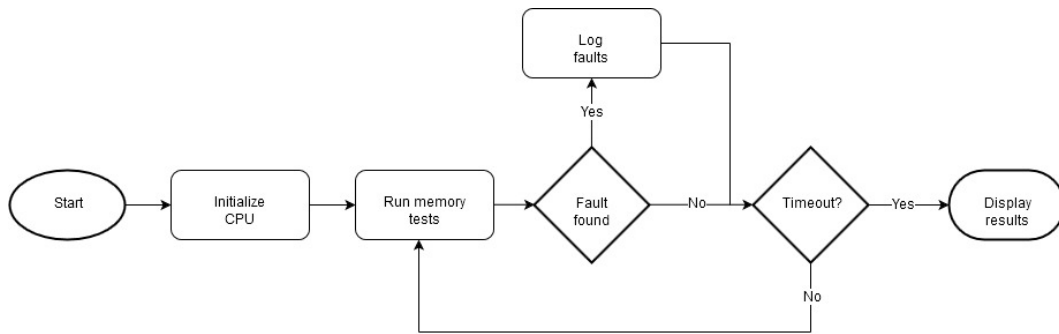 Log
faults
Yes
Start
Initialize
CPU
Run memory
tests
Fault
found
No
Timeout?
Yes
Display
results
No